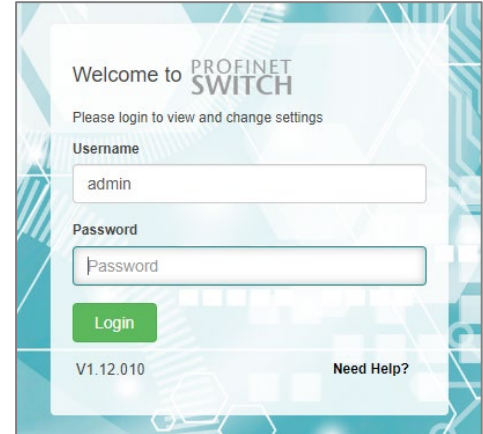 Welcome to PROFINET SWITCH
Please login to view and change settings
Username
admin
Password
Password
Login
V1.12.010 Need Help?